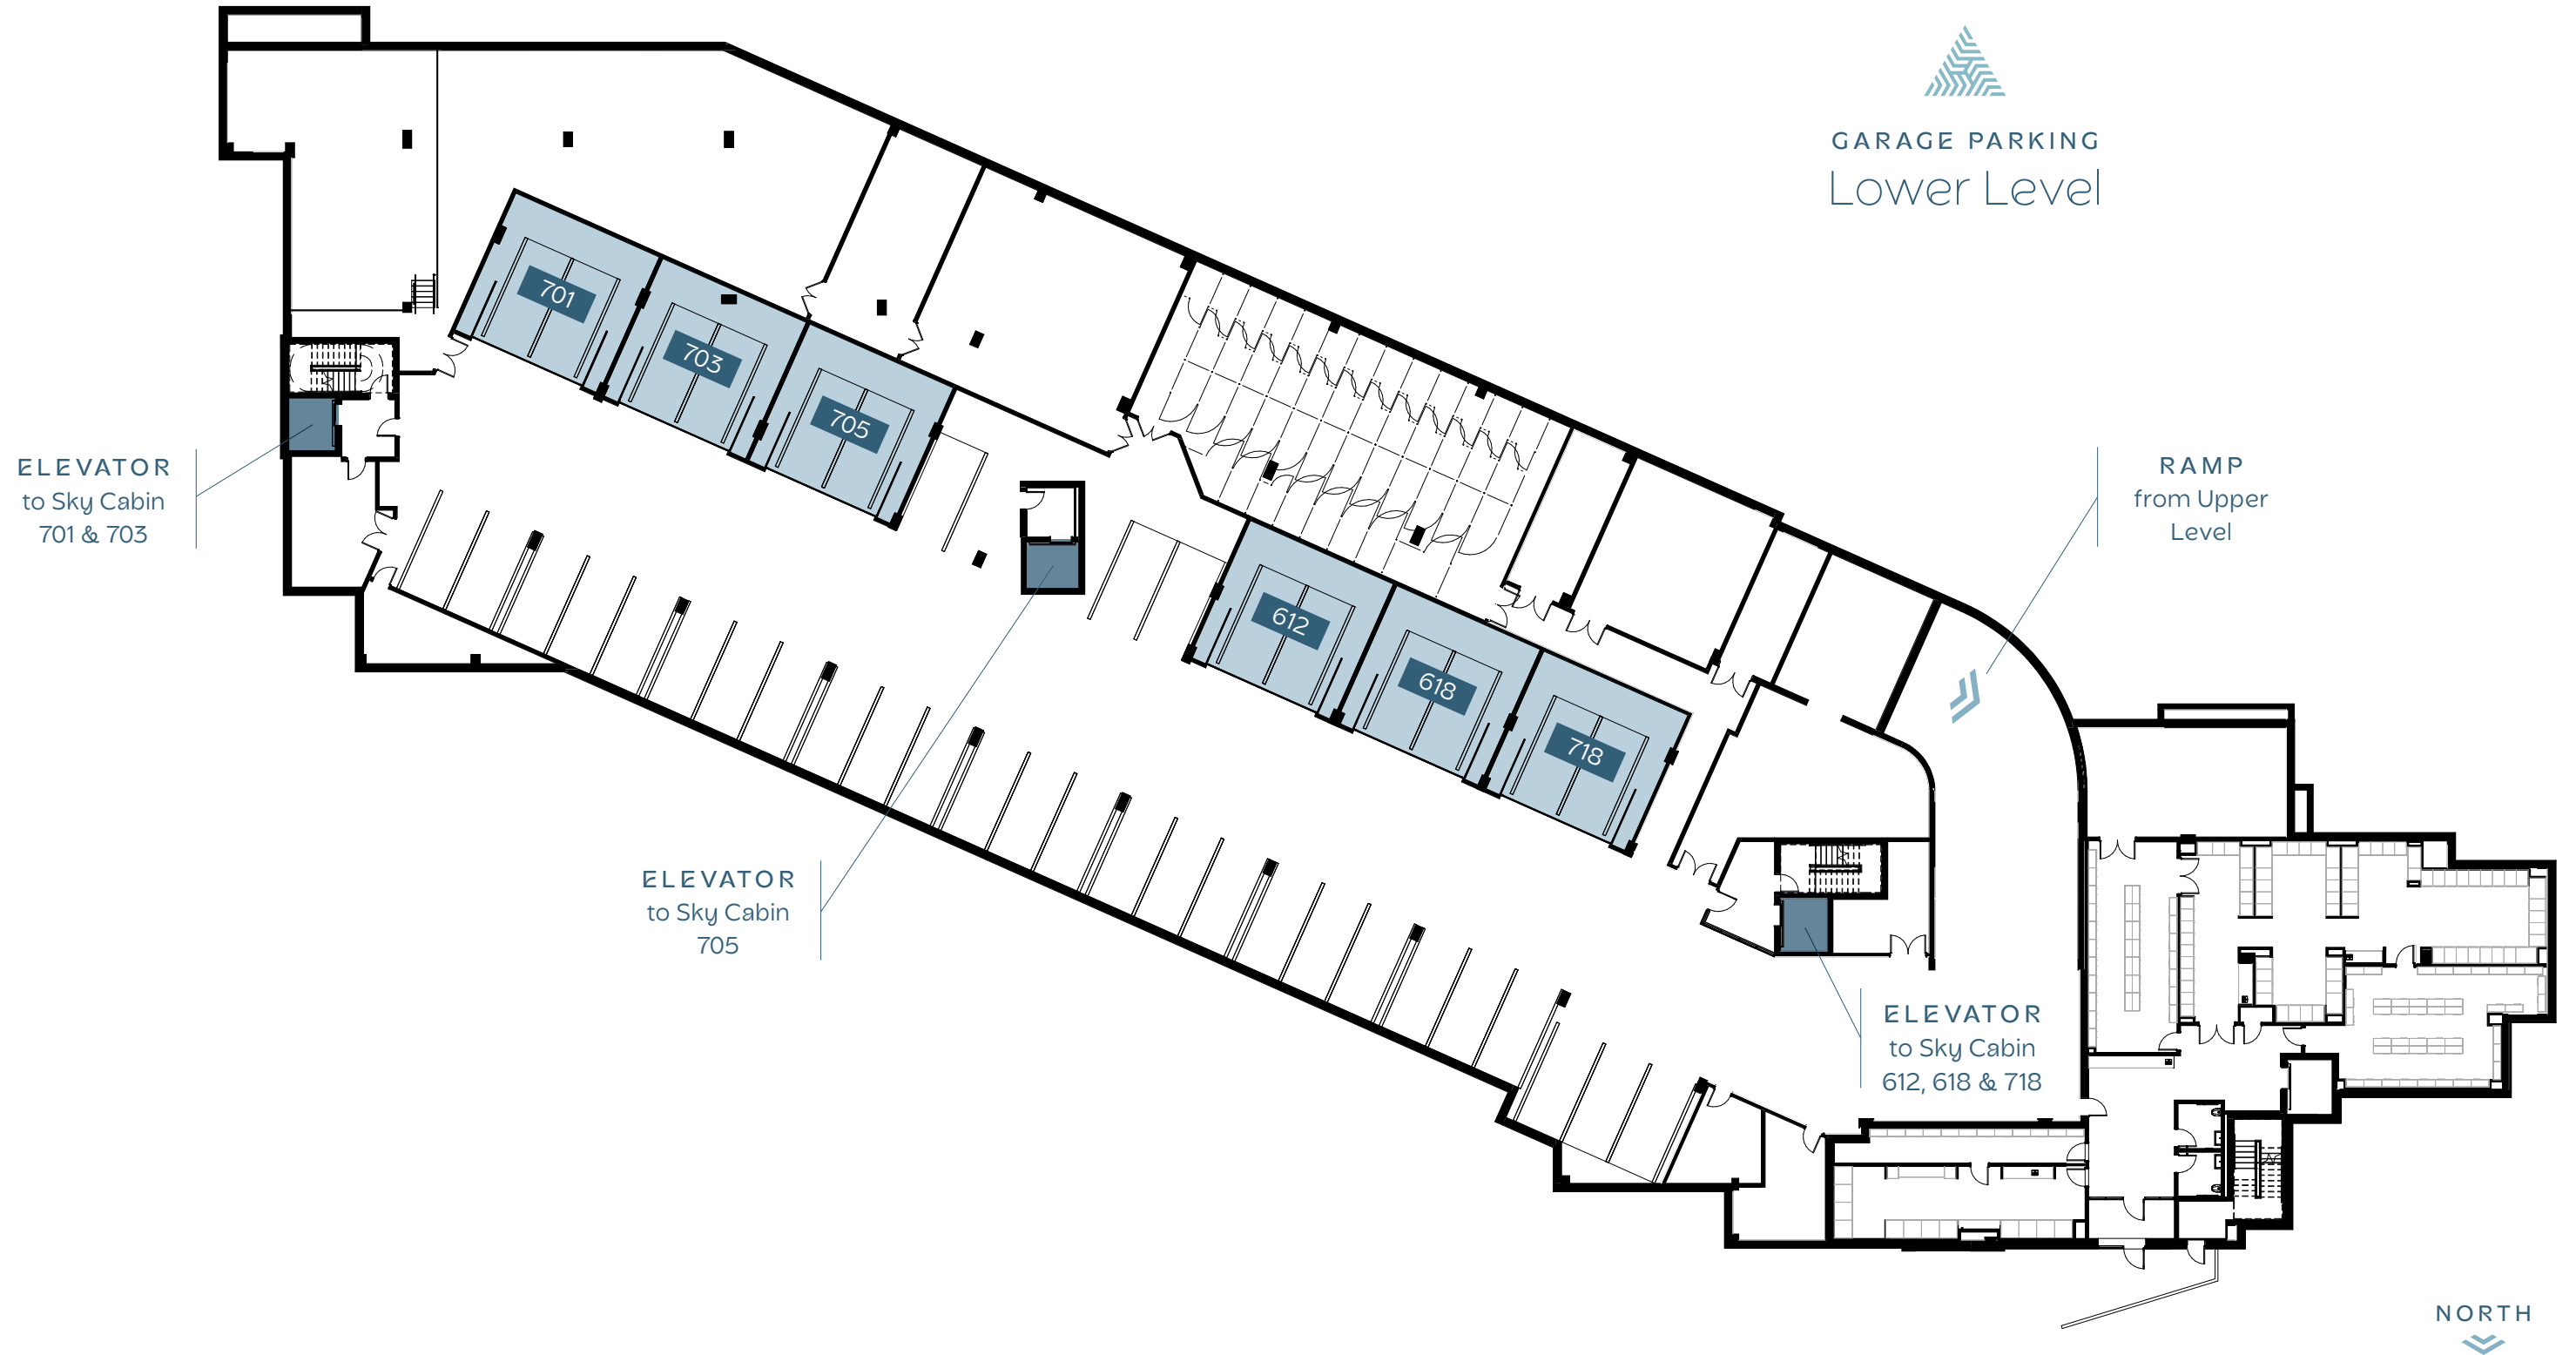 GARAGE PARKING
Lower Level
701
703
705
612
618
718
ELEVATOR
to Sky Cabin
701 & 703
RAMP
from Upper
Level
ELEVATOR
to Sky Cabin
705
ELEVATOR
to Sky Cabin
612, 618 & 718
NORTH